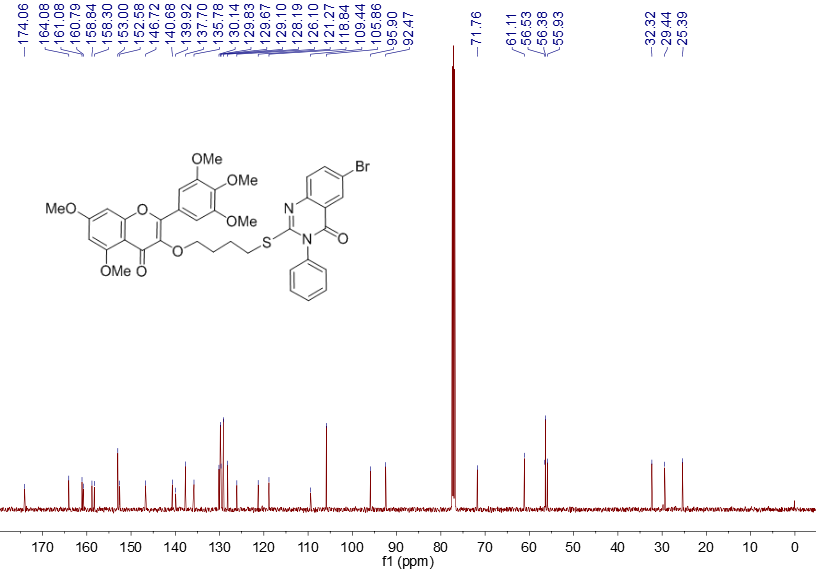 174.06
164.08
161.08
160.79
158.84
158.30
153.00
152.58
146.72
140.68
139.92
137.70
135.78
130.14
129.83
129.67
129.10
128.19
126.10
121.27
118.84
109.44
105.86
95.90
92.47
71.76
61.11
56.53
56.38
55.93
32.32
29.44
25.39
OMe
OMe
OMe
MeO
O
O
OMe
O
S
N
N
O
Br
170 160 150 140 130 120 110 100 90 80 70 60 50 40 30 20 10 0
f1 (ppm)